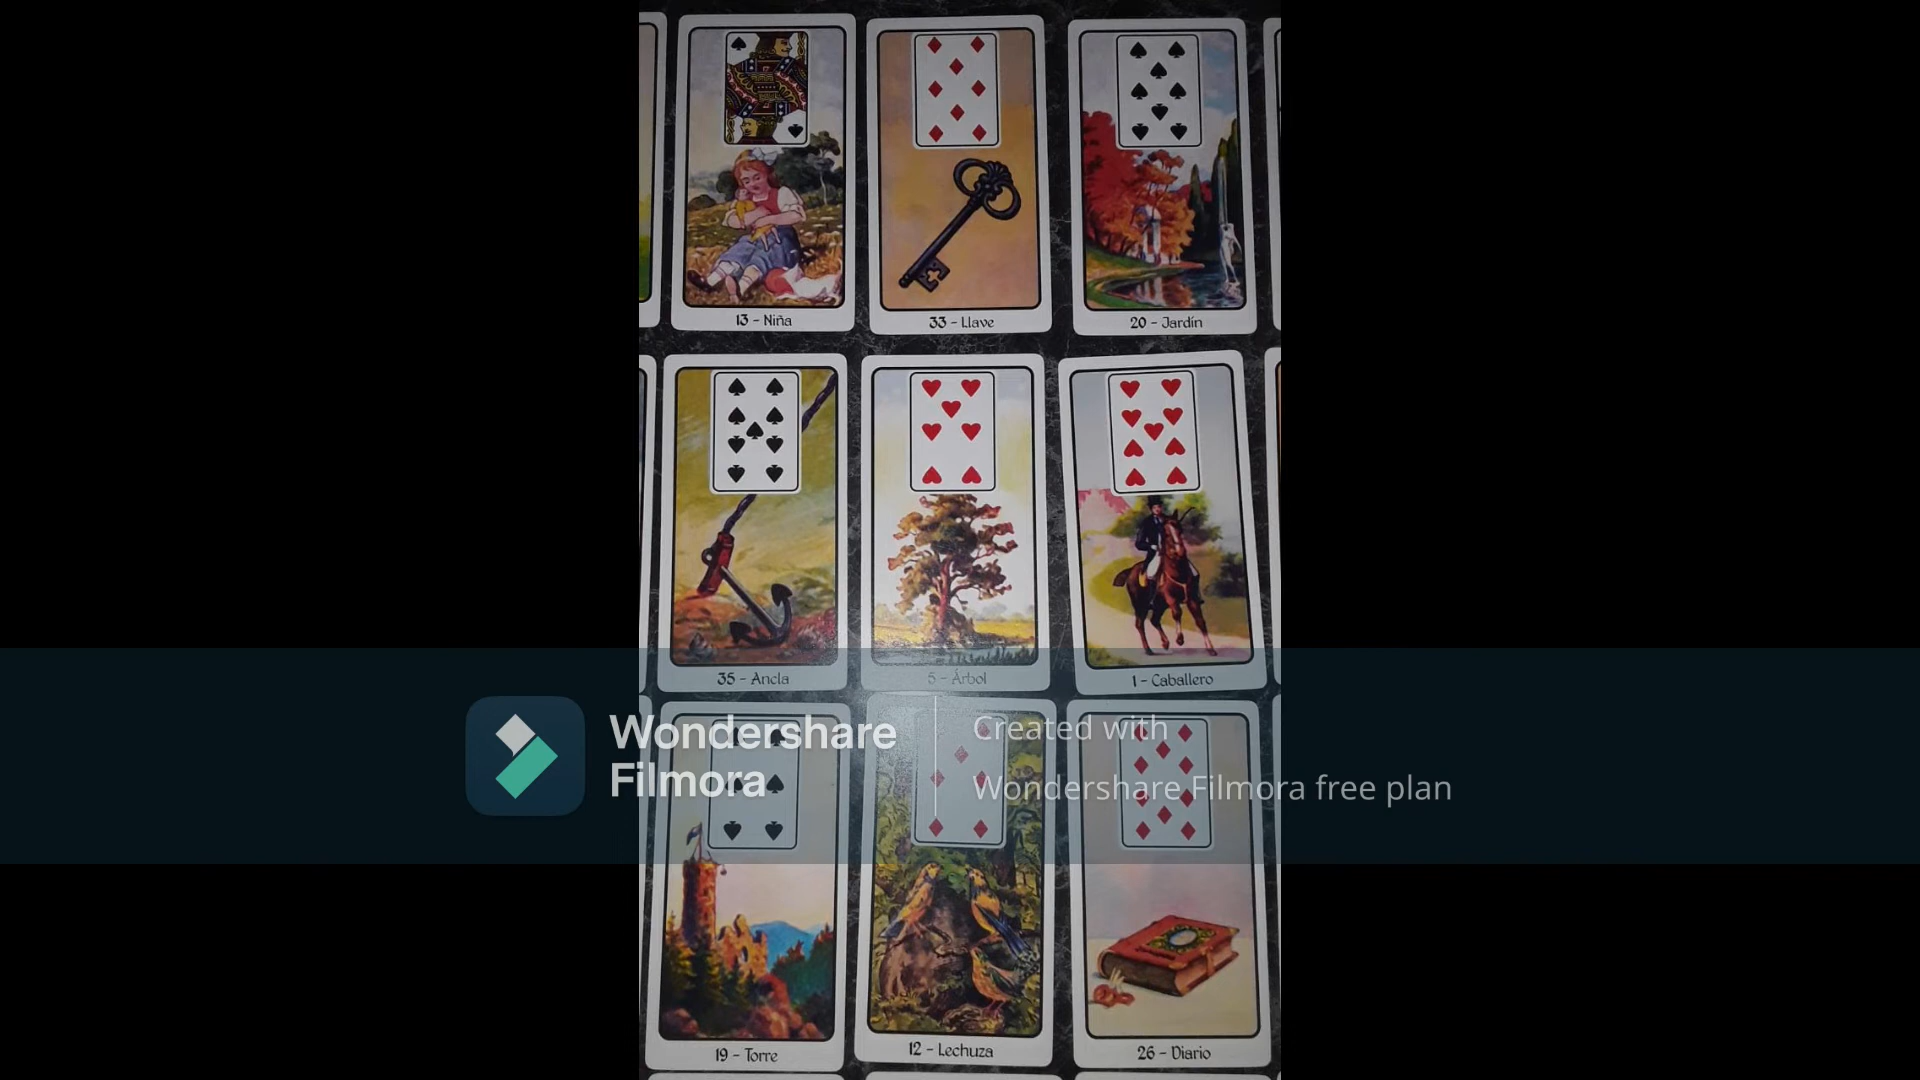 13 - Niña
33 - Llave
20 - Jardín
35 - Ancla
5 - Árbol
1 - Caballero
Wondershare
Filmora
Created with
Wondershare Filmora free plan
19 - Torre
12 - Lechuza
26 - Diario